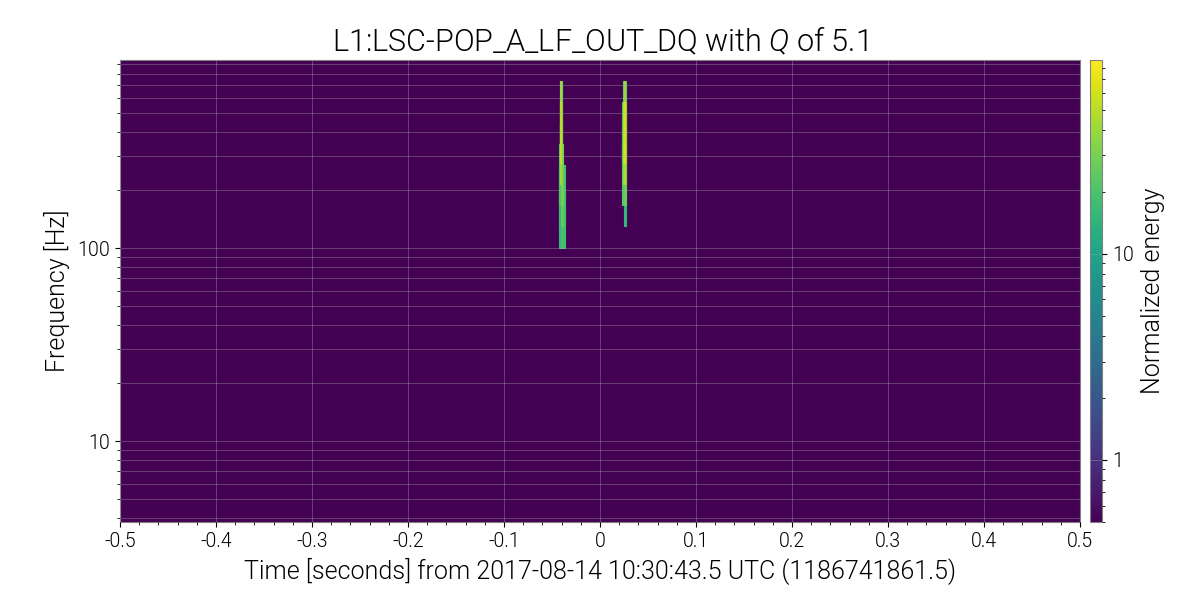 L1:LSC-POP_A_LF_OUT_DQ with Q of 5.1
Frequency [Hz]
100
10
-0.5 -0.4 -0.3 -0.2 -0.1 0 0.1 0.2 0.3 0.4 0.5
Time [seconds] from 2017-08-14 10:30:43.5 UTC (1186741861.5)
10
1
Normalized energy